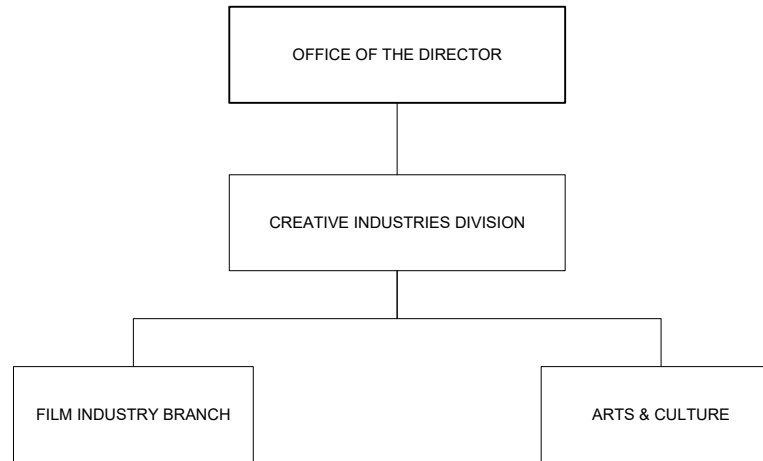 OFFICE OF THE DIRECTOR
CREATIVE INDUSTRIES DIVISION
FILM INDUSTRY BRANCH
ARTS & CULTURE